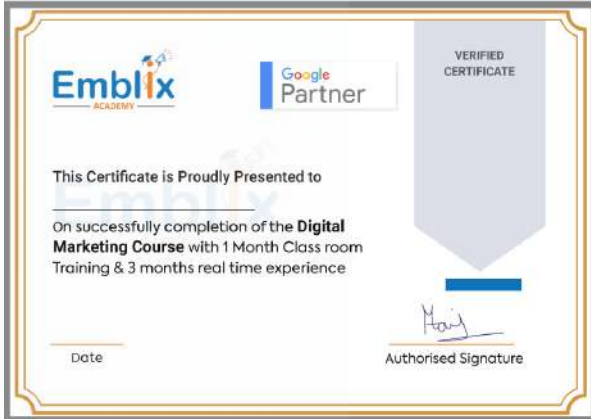 Emblix
ACADEMY
Google
Partner
VERIFIED
CERTIFICATE
This Certificate is Proudly Presented to
On successfully completion of the Digital
Marketing Course with 1 Month Class room
Training & 3 months real time experience
Date
Authorised Signature